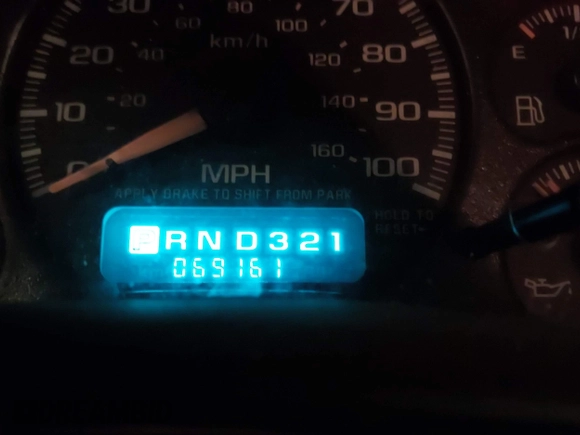 30 80 70
60 100
20 40 km/h 120 80
10 20 140 90
0 MPH 160 100
APPLY BRAKE TO SHIFT FROM PARK
HOLD TO
RESET
P R N D 3 2 1
069161
E 1/